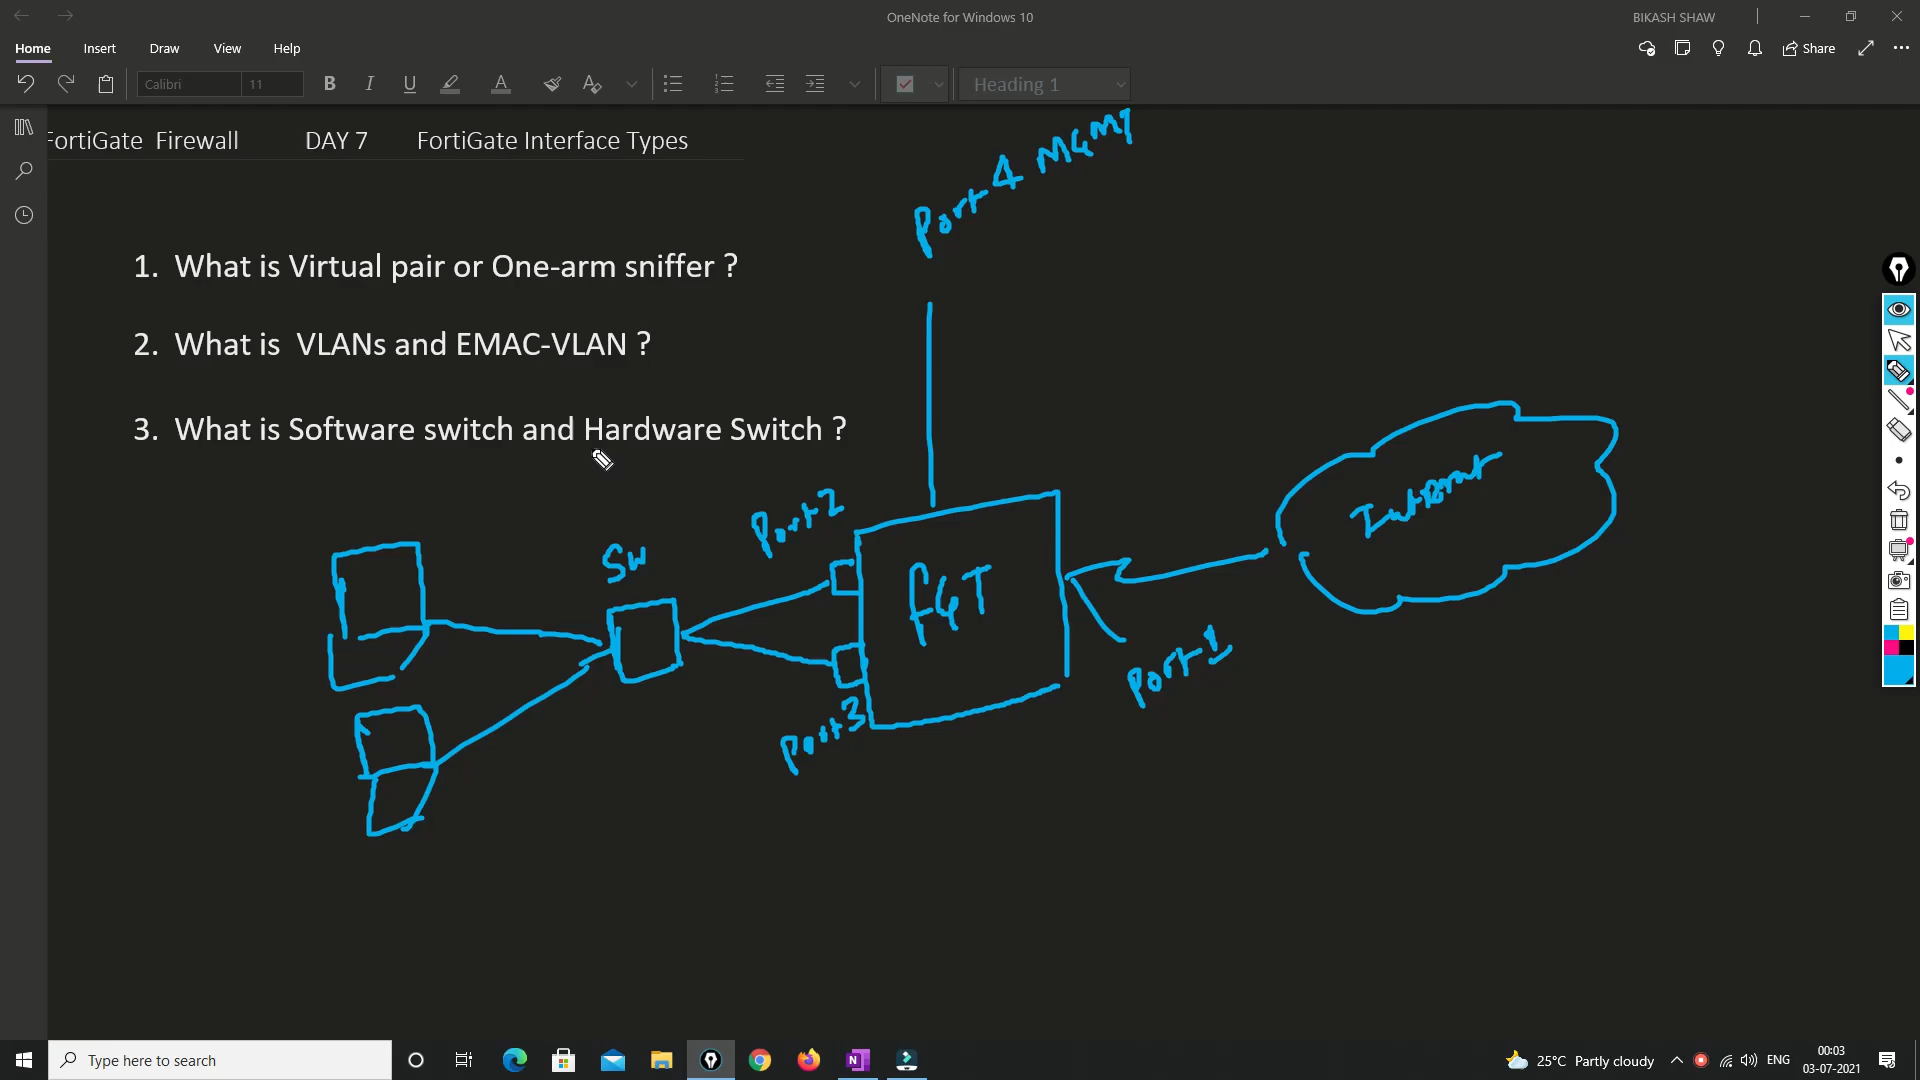 OneNote for Windows 10
BIKASH SHAW
Home Insert Draw View Help
Share
Calibri 11 B I U A A Heading 1
FortiGate Firewall DAY 7 FortiGate Interface Types
Port4 MGMT
1. What is Virtual pair or One-arm sniffer ?
2. What is VLANs and EMAC-VLAN ?
3. What is Software switch and Hardware Switch ?
Internet
Port2
SW
FGT
Port1
Port3
Type here to search
25°C Partly cloudy
ENG
00:03
03-07-2021